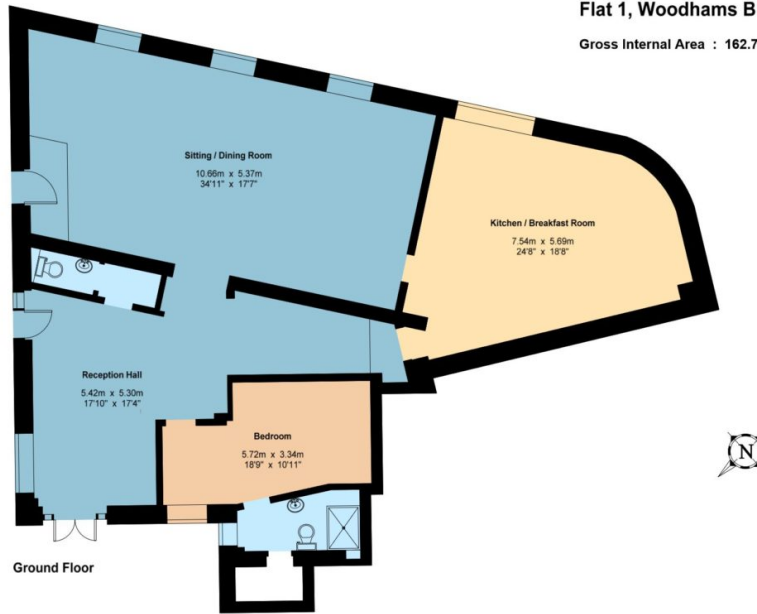 Flat 1, Woodhams B
Gross Internal Area : 162.7
Sitting / Dining Room
10.66m x 5.37m
34'11" x 17'7"
Kitchen / Breakfast Room
7.54m x 5.69m
24'8" x 18'8"
Reception Hall
5.42m x 5.30m
17'10" x 17'4"
Bedroom
5.72m x 3.34m
18'9" x 10'11"
N
Ground Floor